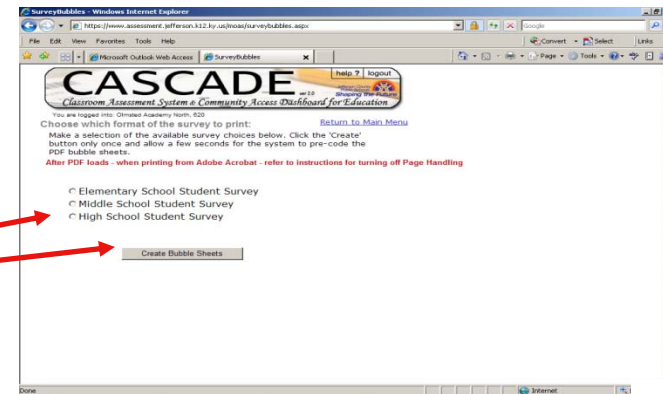 SurveyBubbles - Windows Internet Explorer
https://www.assessment.jefferson.k12.ky.us/moas/surveybubbles.aspx
Google
File Edit View Favorites Tools Help
Convert Select Links
Microsoft Outlook Web Access SurveyBubbles Page Tools
CASCADE ver 2.0
help ? logout
Shaping the Future
Classroom Assessment System & Community Access Dashboard for Education
You are logged into: Olmsted Academy North, 620
Choose which format of the survey to print: Return to Main Menu
Make a selection of the available survey choices below. Click the 'Create'
button only once and allow a few seconds for the system to pre-code the
PDF bubble sheets.
After PDF loads - when printing from Adobe Acrobat - refer to instructions for turning off Page Handling
Elementary School Student Survey
Middle School Student Survey
High School Student Survey
Create Bubble Sheets
Done Internet